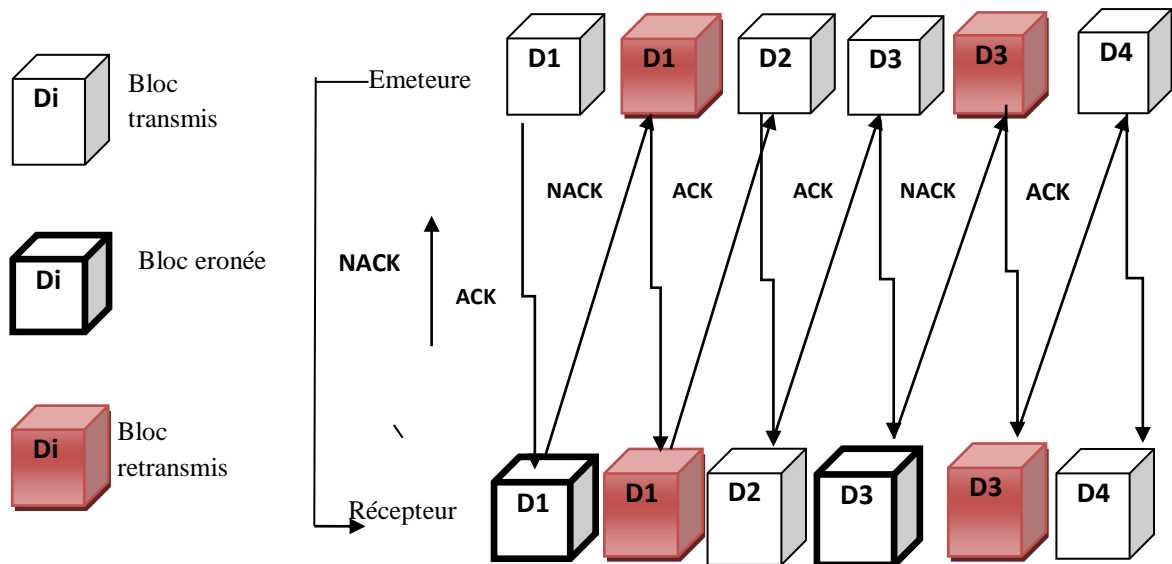 Di
Bloc
transmis
Di
Bloc eronée
Di
Bloc
retransmis
Emeteure
NACK
ACK
Récepteur
D1
D1
D2
D3
D3
D4
NACK
ACK
ACK
NACK
ACK
D1
D1
D2
D3
D3
D4